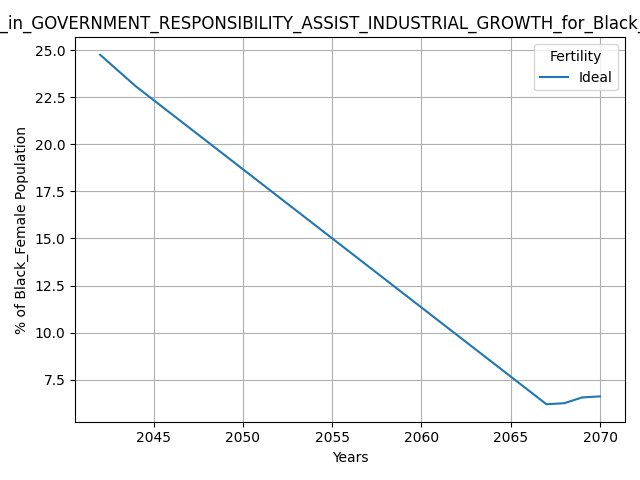 _in_GOVERNMENT_RESPONSIBILITY_ASSIST_INDUSTRIAL_GROWTH_for_Black_
Fertility
Ideal
25.0
22.5
20.0
17.5
15.0
12.5
10.0
7.5
% of Black_Female Population
2045 2050 2055 2060 2065 2070
Years